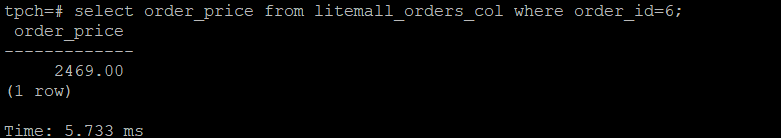 tpch=# select order_price from litemall_orders_col where order_id=6;
order_price
-------------
2469.00
(1 row)
Time: 5.733 ms